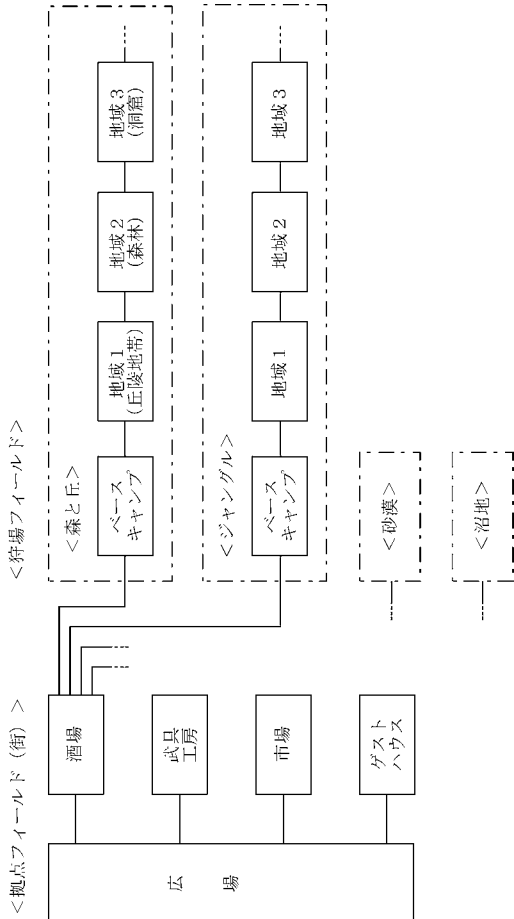 ＜拠点フィールド（街）＞
広　場
酒場
武具
工房
市場
ゲスト
ハウス
＜狩場フィールド＞
＜森と丘＞
ベース
キャンプ
地域１
（丘陵地帯）
地域２
（森林）
地域３
（洞窟）
＜ジャングル＞
ベース
キャンプ
地域１
地域２
地域３
＜砂漠＞
＜沼地＞